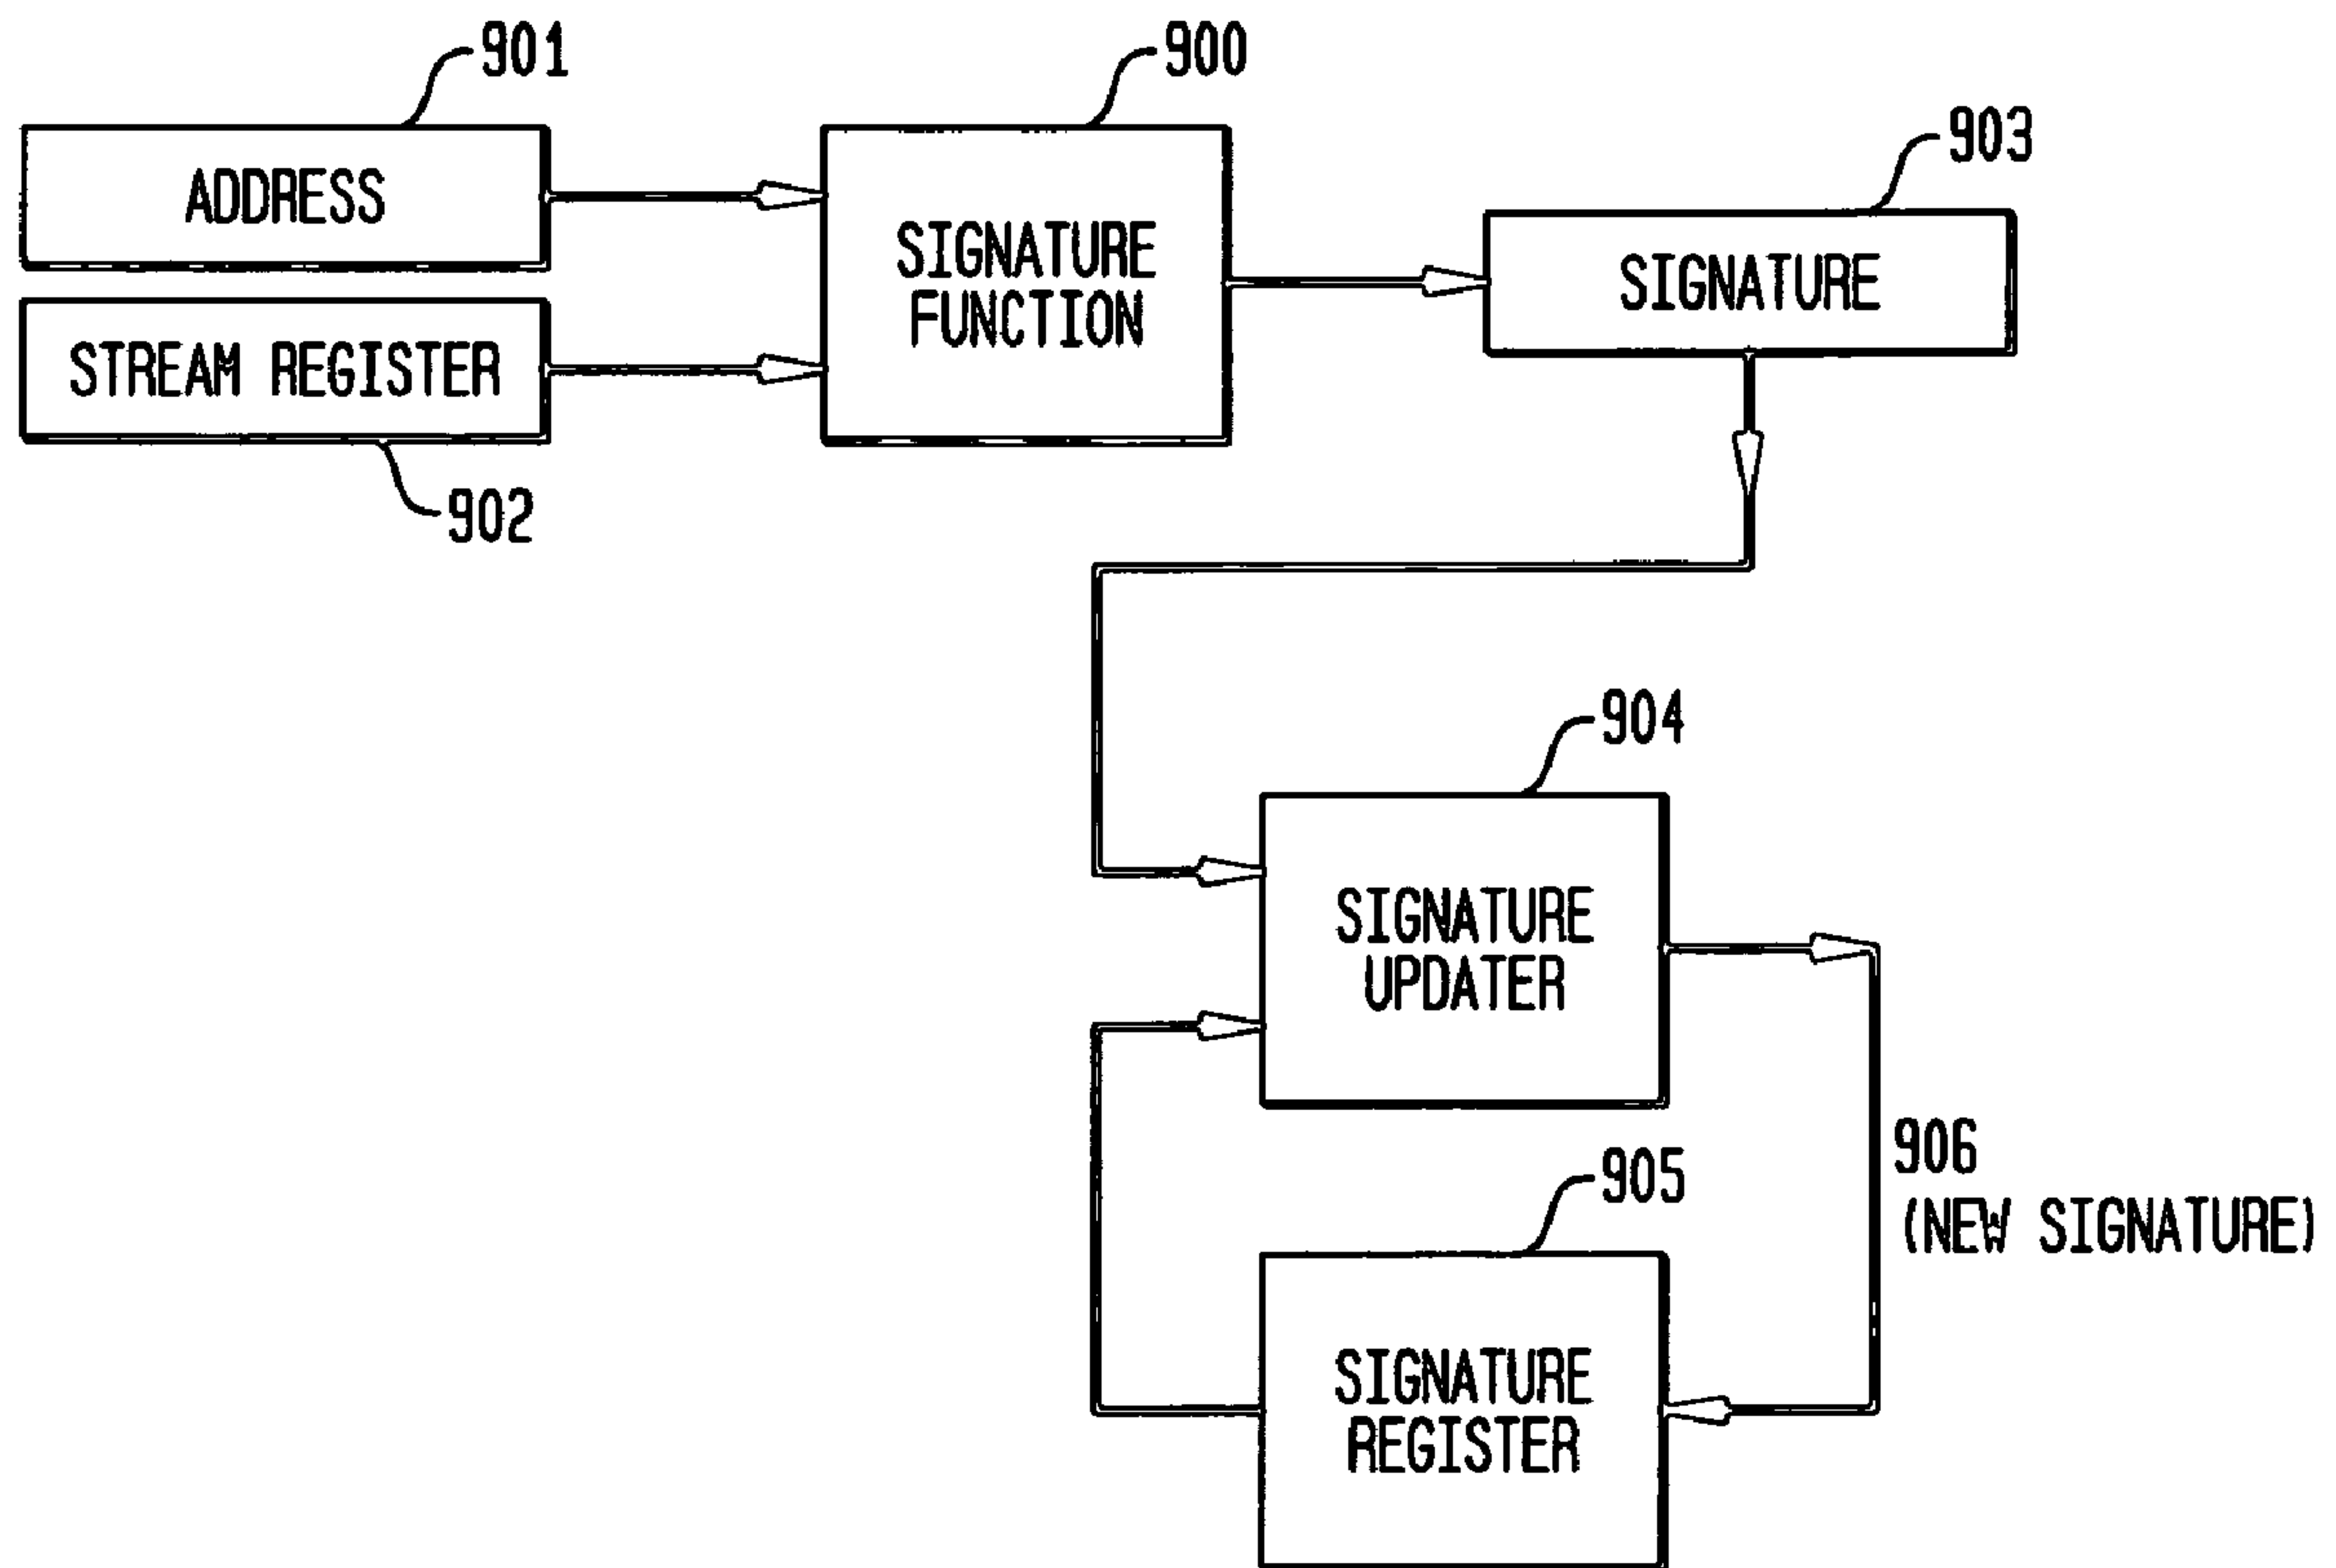 901
900
903
ADDRESS
SIGNATURE
FUNCTION
SIGNATURE
STREAM REGISTER
902
904
SIGNATURE
UPDATER
906
(NEW SIGNATURE)
905
SIGNATURE
REGISTER